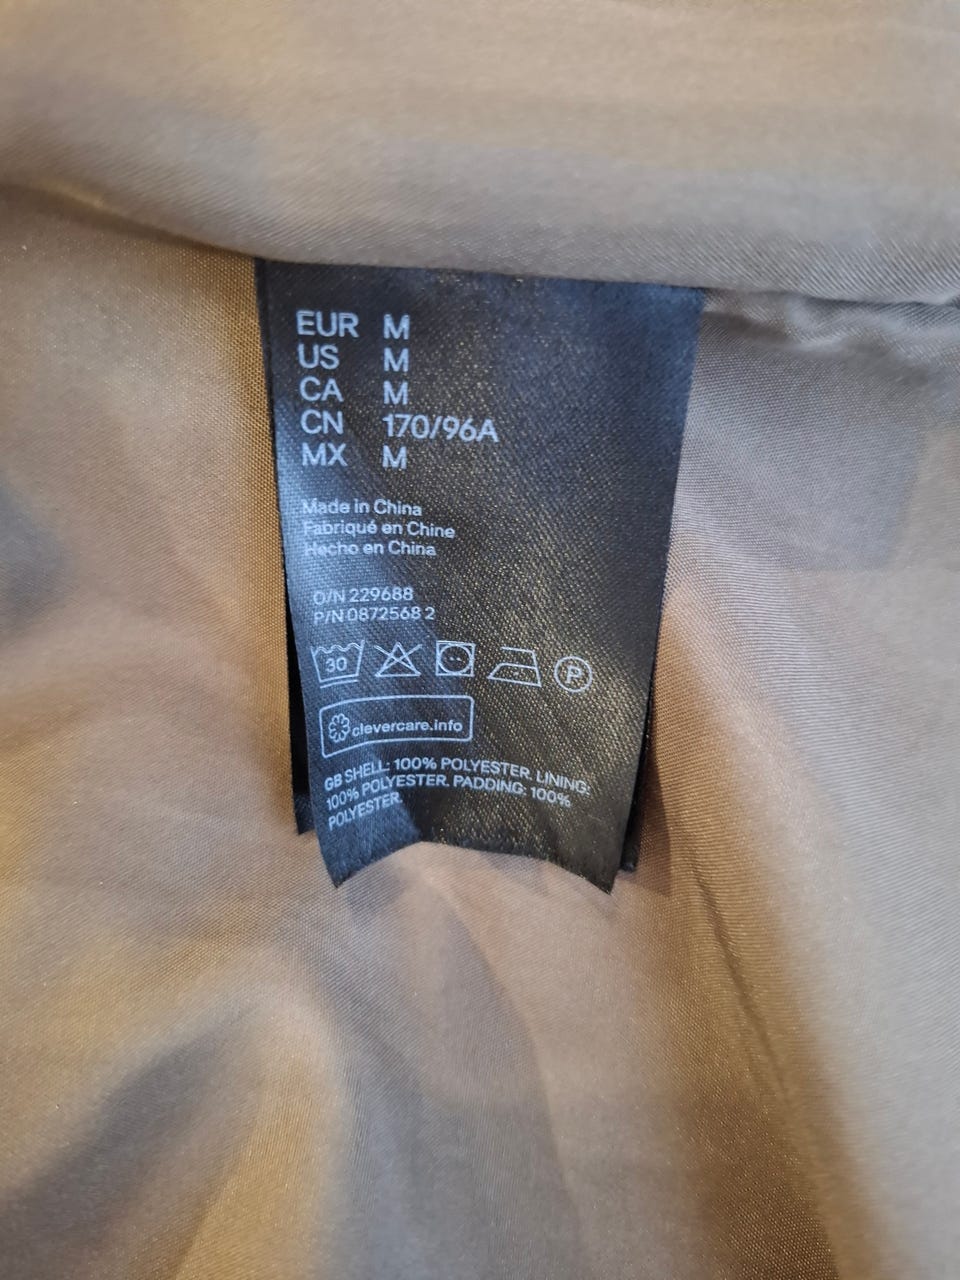 EUR M
US M
CA M
CN 170/96A
MX M
Made in China
Fabriqué en Chine
Hecho en China
O/N 229688
P/N 0872568 2
30
P
clevercare.info
GB SHELL: 100% POLYESTER. LINING:
100% POLYESTER. PADDING: 100%
POLYESTER.